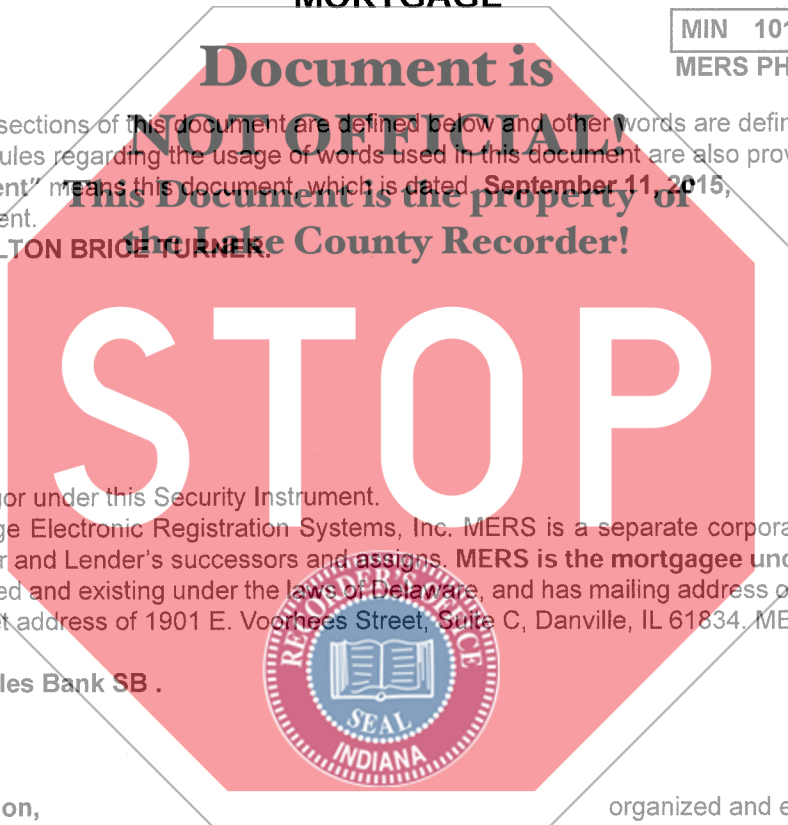 MORTGAGE
MIN 101
MERS PH
Document is
NOT OFFICIAL!
This Document is the property of
the Lake County Recorder!
sections of this document are defined below and other words are defin
ules regarding the usage of words used in this document are also prov
ent" means this document, which is dated September 11, 2015,
ent.
LTON BRICE TURNER.
STOP
gor under this Security Instrument.
ge Electronic Registration Systems, Inc. MERS is a separate corpora
r and Lender's successors and assigns. MERS is the mortgagee und
ed and existing under the laws of Delaware, and has mailing address o
t address of 1901 E. Voorhees Street, Suite C, Danville, IL 61834. ME
RECORDER'S OFFICE
SEAL
INDIANA
les Bank SB .
on,
organized and e